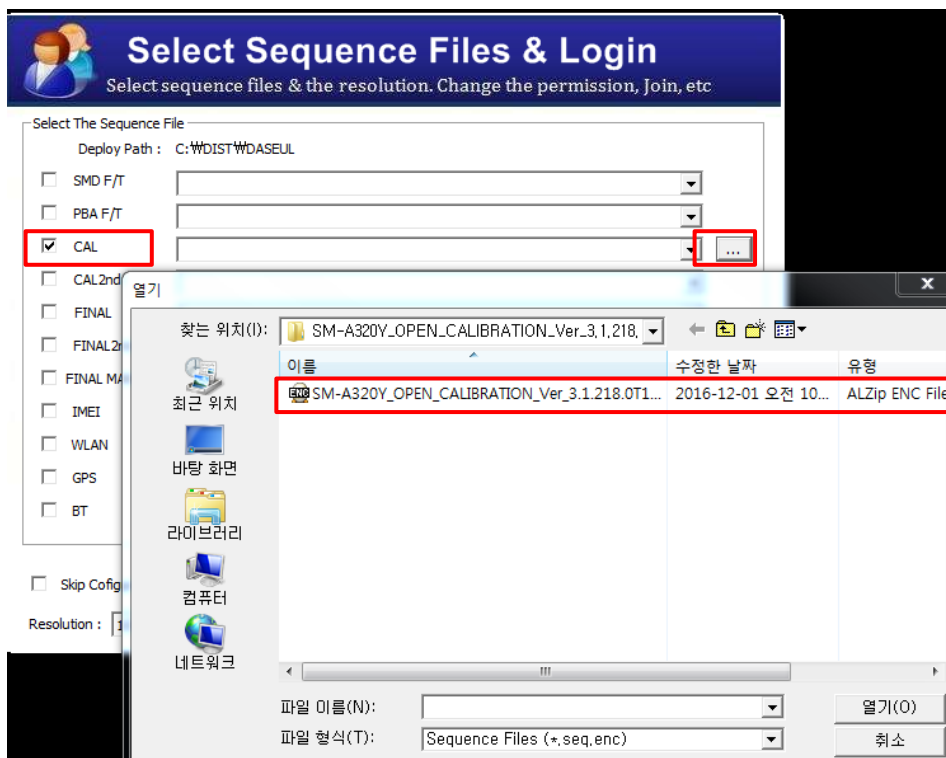 Select Sequence Files & Login
Select sequence files & the resolution. Change the permission, Join, etc
Select The Sequence File
Deploy Path : C:₩DIST₩DASEUL
SMD F/T
PBA F/T
CAL
...
CAL2nd
열기
x
FINAL
찾는 위치(I):
SM-A320Y_OPEN_CALIBRATION_Ver_3,1,218,
FINAL2n
이름
수정한 날짜
유형
FINAL MA
SM-A320Y_OPEN_CALIBRATION_Ver_3.1.218.0T1...
2016-12-01 오전 10...
ALZip ENC File
최근 위치
IMEI
WLAN
바탕 화면
GPS
BT
라이브러리
Skip Cofig
컴퓨터
Resolution : 1
네트워크
파일 이름(N):
열기(O)
파일 형식(T):
Sequence Files (*,seq,enc)
취소